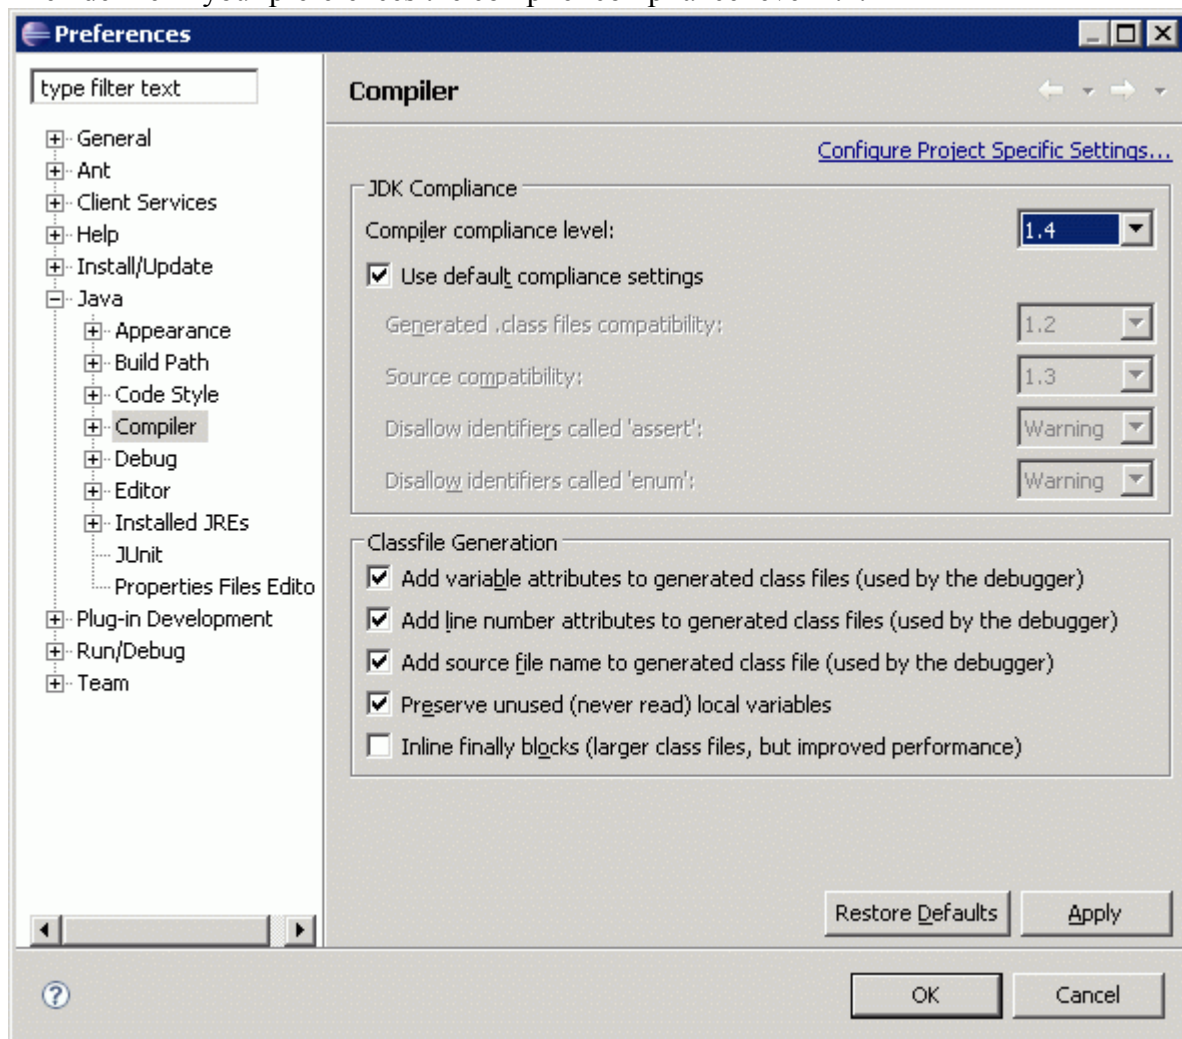 Preferences
type filter text
Compiler
General
Ant
Client Services
Help
Install/Update
Java
Appearance
Build Path
Code Style
Compiler
Debug
Editor
Installed JREs
JUnit
Properties Files Edito
Plug-in Development
Run/Debug
Team
Configure Project Specific Settings...
JDK Compliance
Compiler compliance level: 1.4
Use default compliance settings
Generated .class files compatibility: 1.2
Source compatibility: 1.3
Disallow identifiers called 'assert': Warning
Disallow identifiers called 'enum': Warning
Classfile Generation
Add variable attributes to generated class files (used by the debugger)
Add line number attributes to generated class files (used by the debugger)
Add source file name to generated class file (used by the debugger)
Preserve unused (never read) local variables
Inline finally blocks (larger class files, but improved performance)
Restore Defaults
Apply
OK
Cancel